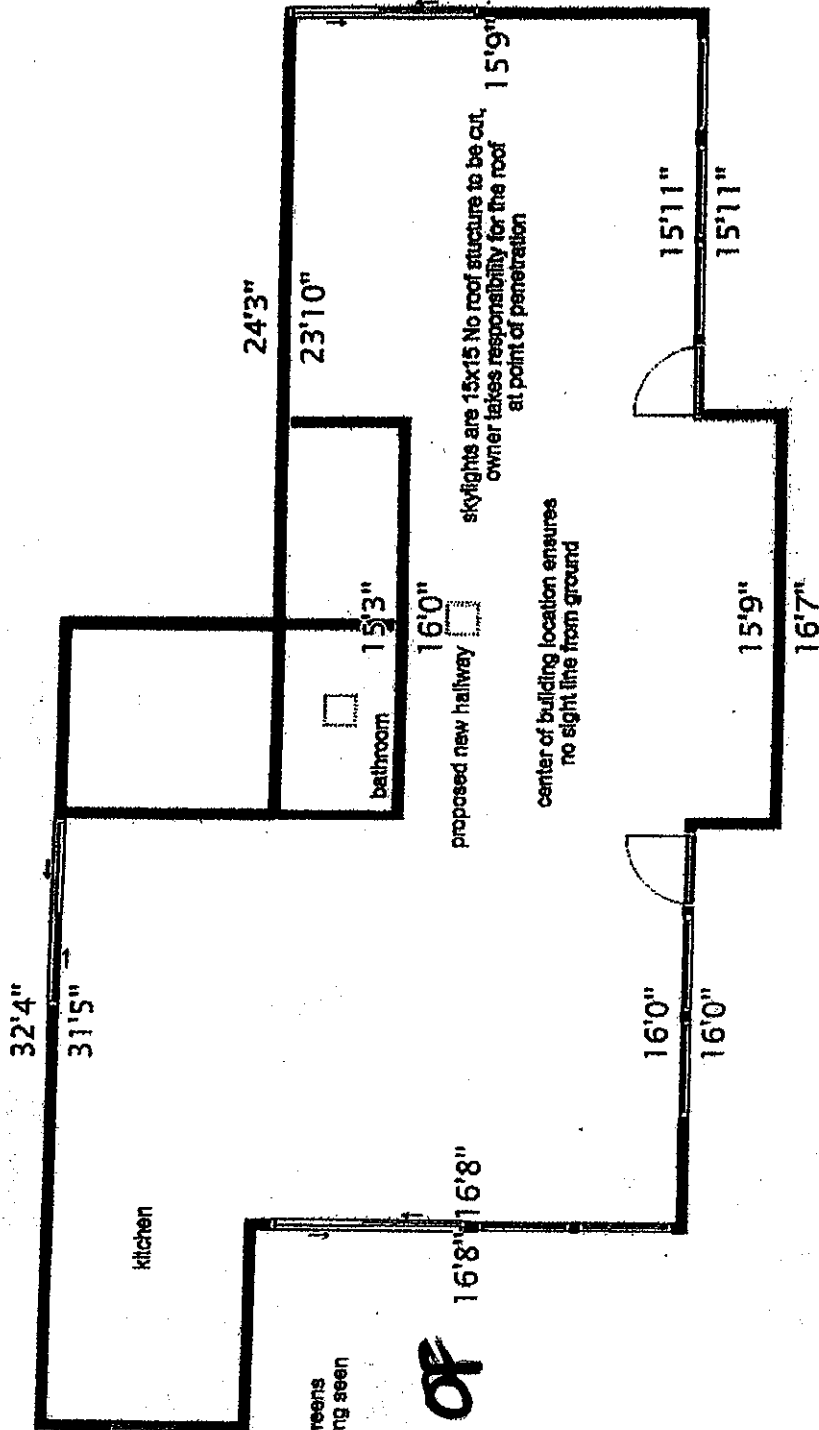 32'4"
31'5"
24'3"
23'10"
kitchen
15'3"
16'0"
bathroom
proposed new hallway
skylights are 15x15 No roof stucture to be cut,
owner takes responsibility for the roof
at point of penetration
15'9"
center of building location ensures
no sight line from ground
16'8"
16'8"
reens
ng seen
16'0"
16'0"
15'9"
16'7"
15'11"
15'11"